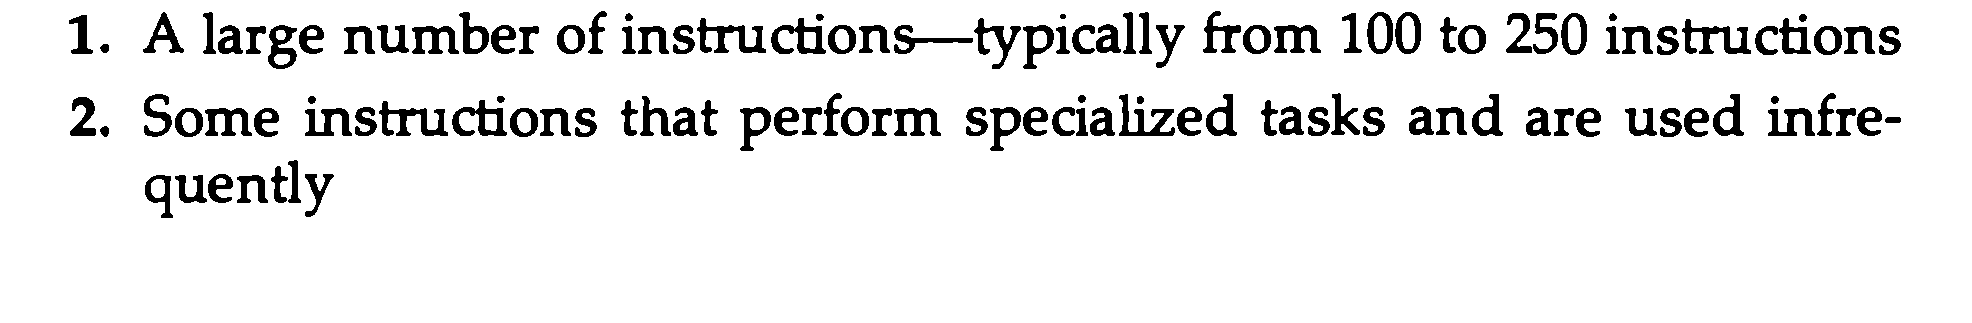 1. A large number of instructions—typically from 100 to 250 instructions
2. Some instructions that perform specialized tasks and are used infre-
quently